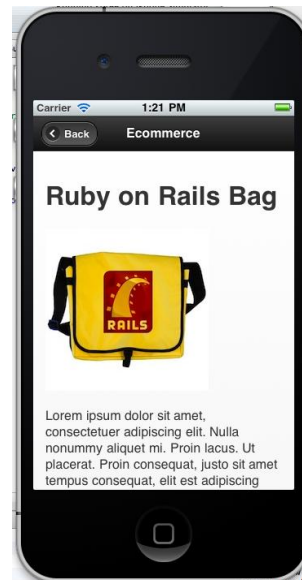 Carrier 1:21 PM
Back Ecommerce
Ruby on Rails Bag
RAILS
Lorem ipsum dolor sit amet,
consectetuer adipiscing elit. Nulla
nonummy aliquet mi. Proin lacus. Ut
placerat. Proin consequat, justo sit amet
tempus consequat, elit est adipiscing